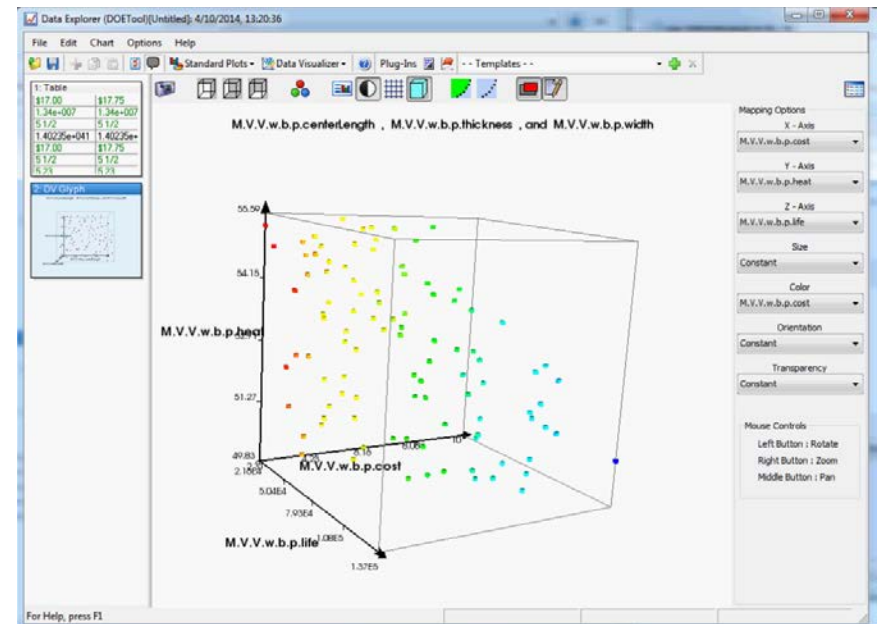 Data Explorer (DOETool)[Untitled]: 4/10/2014, 13:20:36
File Edit Chart Options Help
Standard Plots Data Visualizer Plug-Ins - - Templates - -
1: Table
$17.00 $17.75
1.34e+007 1.34e+007
5 1/2 5 1/2
1.40235e+041 1.40235e+
$17.00 $17.75
5 1/2 5 1/2
5.23 5.23
2: DV Glyph
M.V.V.w.b.p.centerLength , M.V.V.w.b.p.thickness , and M.V.V.w.b.p.width
55.59
54.15
M.V.V.w.b.p.heat
51.27
49.83
6.16
8.08
10
M.V.V.w.b.p.cost
5.04E4
7.93E4
1.08E5
M.V.V.w.b.p.life
1.37E5
Mapping Options
X - Axis
M.V.V.w.b.p.cost
Y - Axis
M.V.V.w.b.p.heat
Z - Axis
M.V.V.w.b.p.life
Size
Constant
Color
M.V.V.w.b.p.cost
Orientation
Constant
Transparency
Constant
Mouse Controls
Left Button : Rotate
Right Button : Zoom
Middle Button : Pan
For Help, press F1